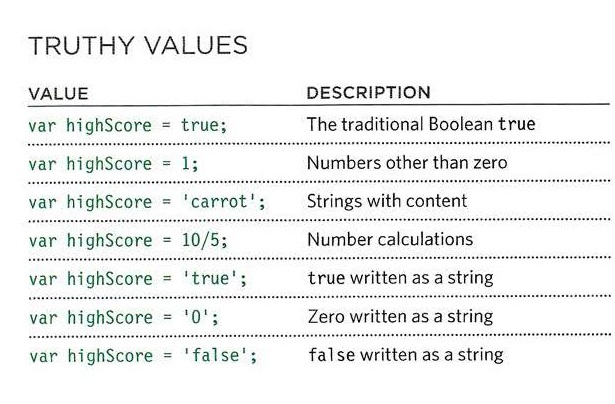 TRUTHY VALUES
VALUE DESCRIPTION
var highScore = true; The traditional Boolean true
var highScore = 1; Numbers other than zero
var highScore = 'carrot'; Strings with content
var highScore = 10/5; Number calculations
var highScore = 'true'; true written as a string
var highScore = '0'; Zero written as a string
var highScore = 'false'; false written as a string